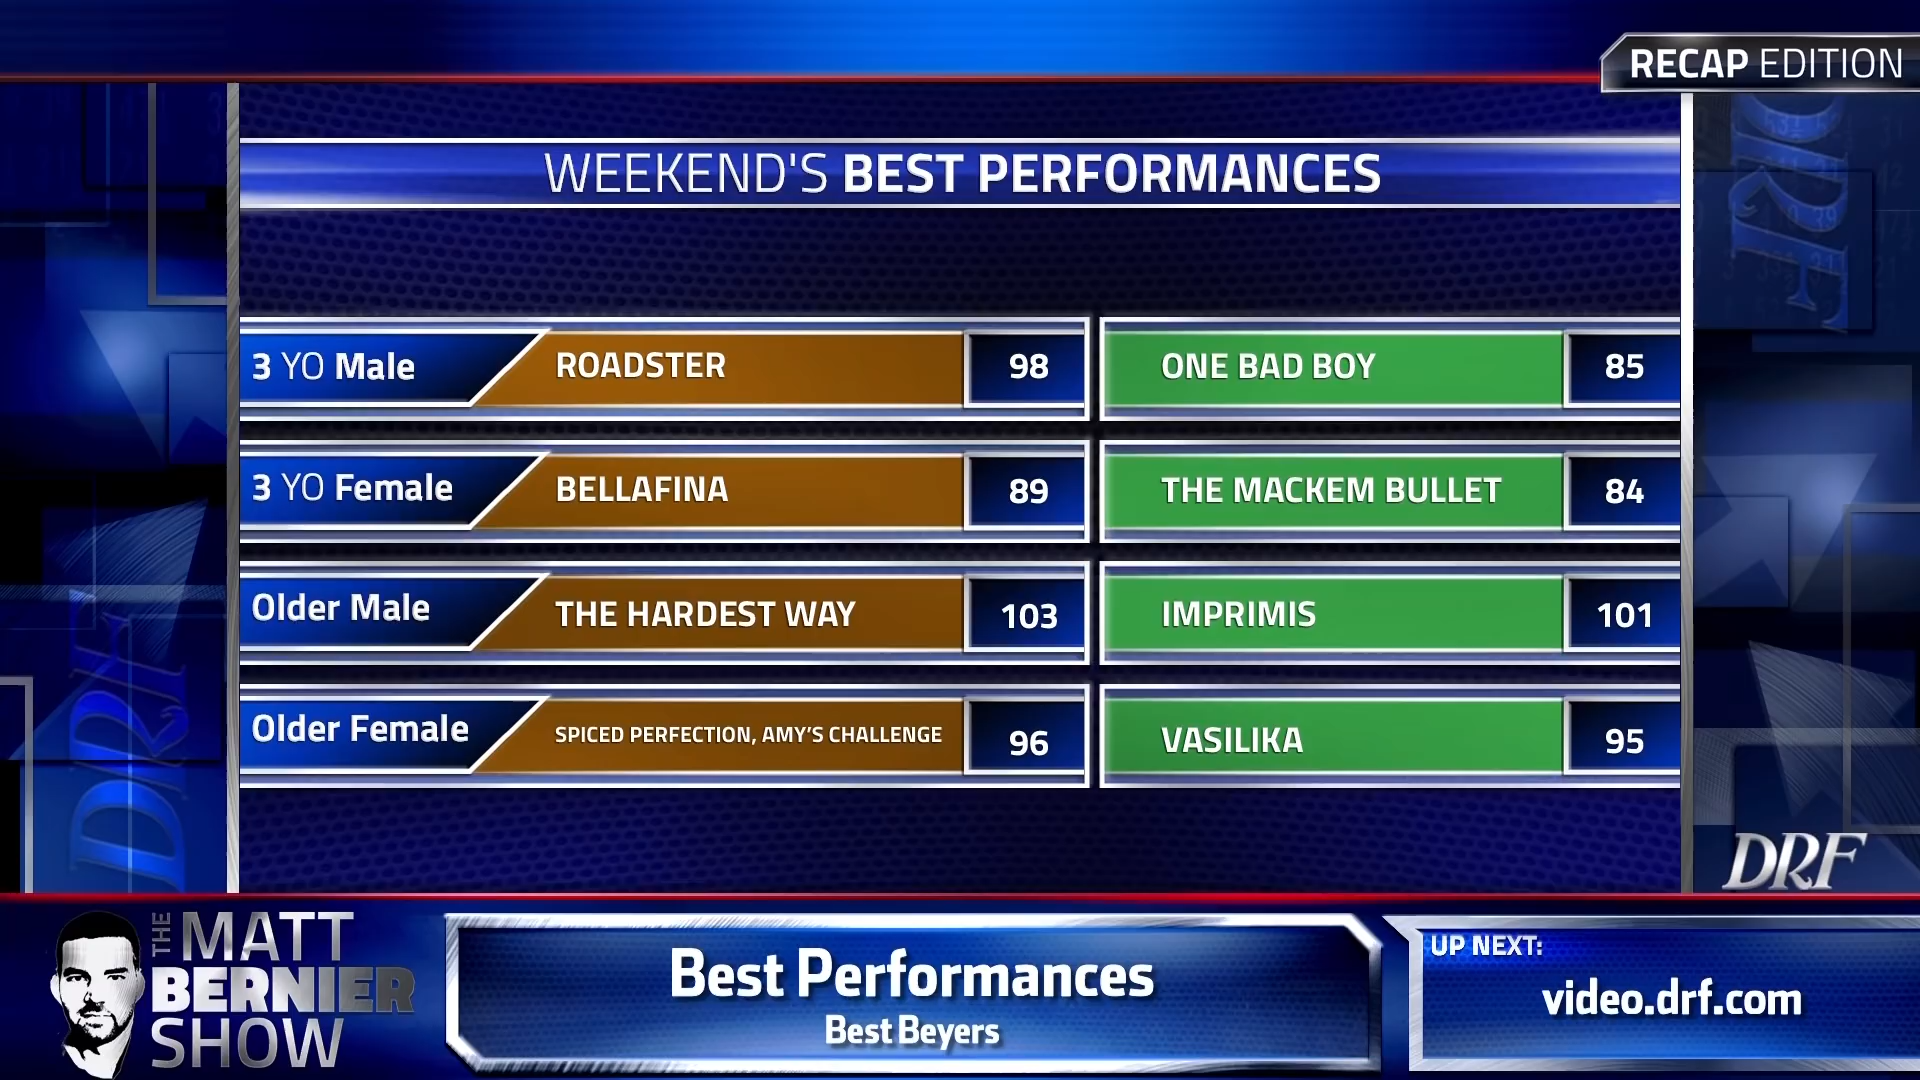 RECAP EDITION
WEEKEND'S BEST PERFORMANCES
3 YO Male ROADSTER 98 ONE BAD BOY 85
3 YO Female BELLAFINA 89 THE MACKEM BULLET 84
Older Male THE HARDEST WAY 103 IMPRIMIS 101
Older Female SPICED PERFECTION, AMY'S CHALLENGE 96 VASILIKA 95
DRF
DRF
DRF
THE MATT
BERNIER
SHOW
Best Performances
Best Beyers
UP NEXT:
video.drf.com